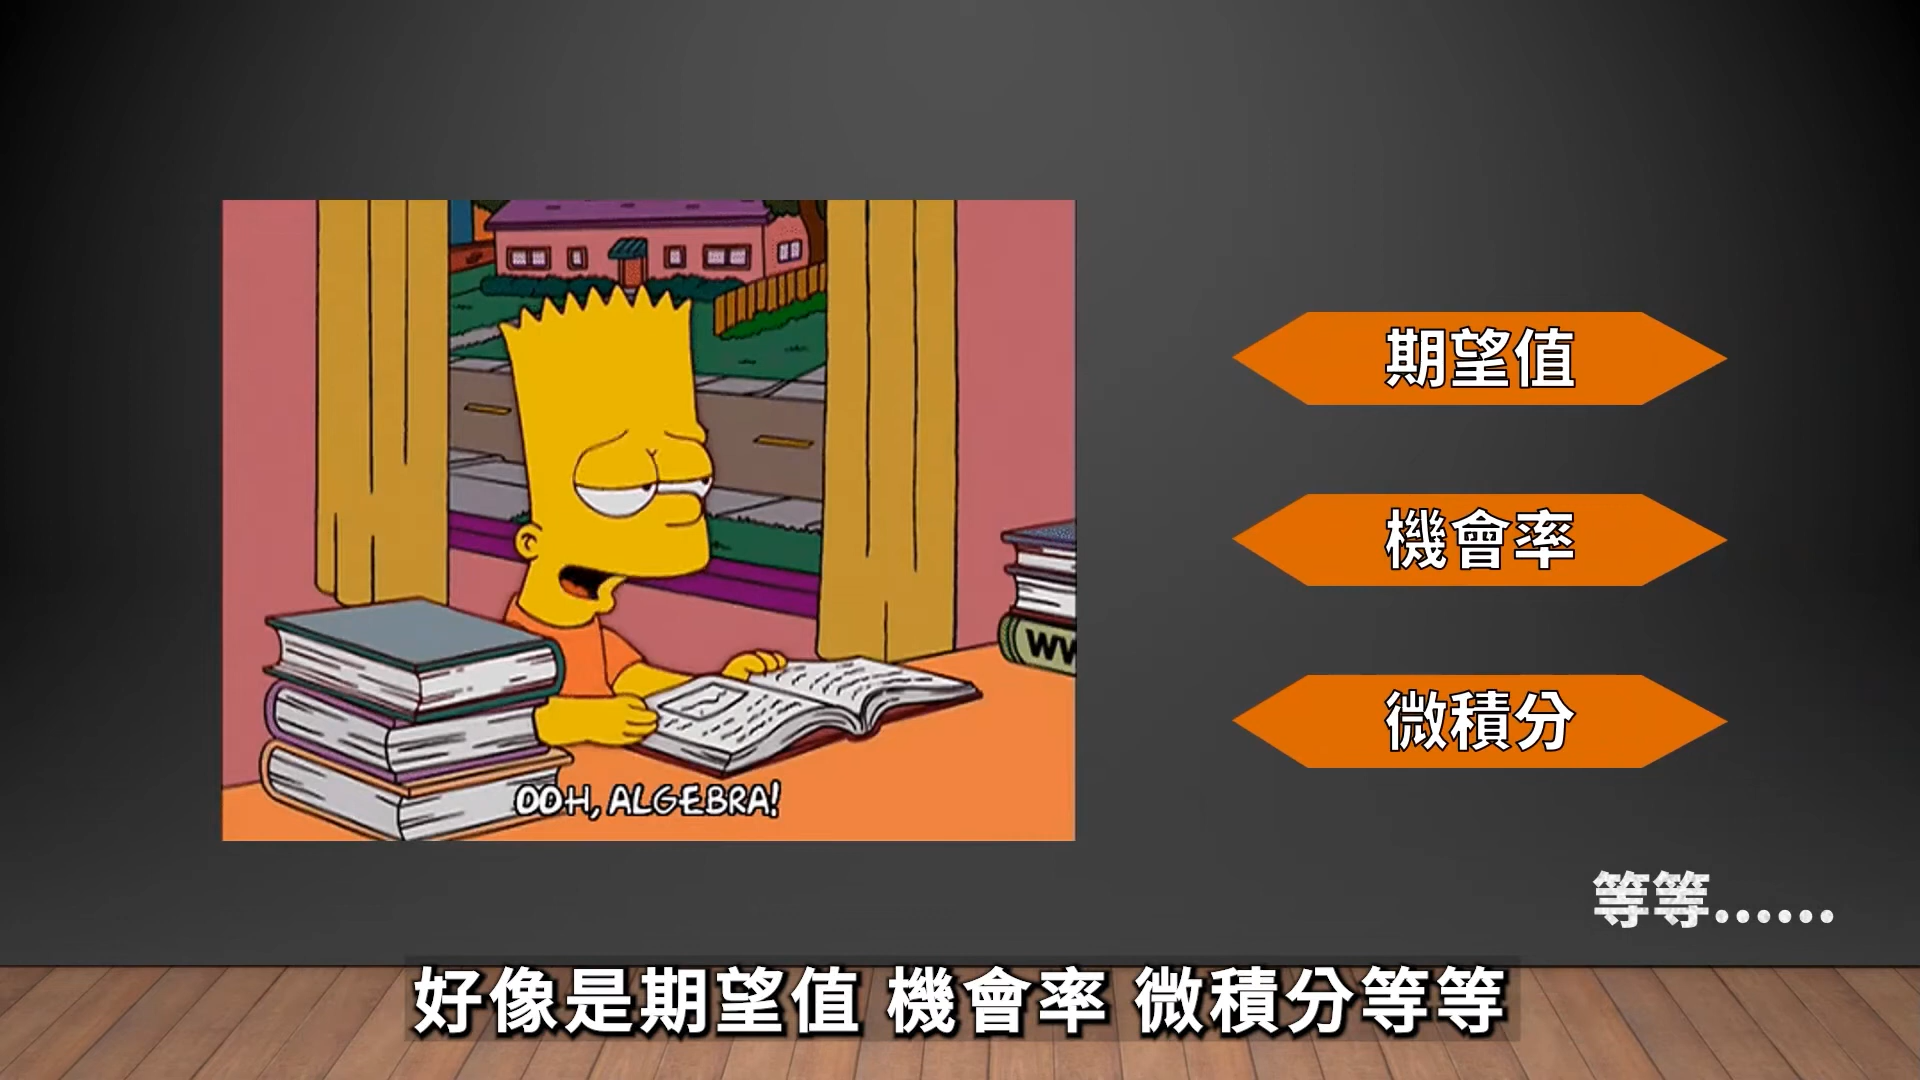 期望值
機會率
微積分
OOH, ALGEBRA!
等等......
好像是期望值 機會率 微積分等等